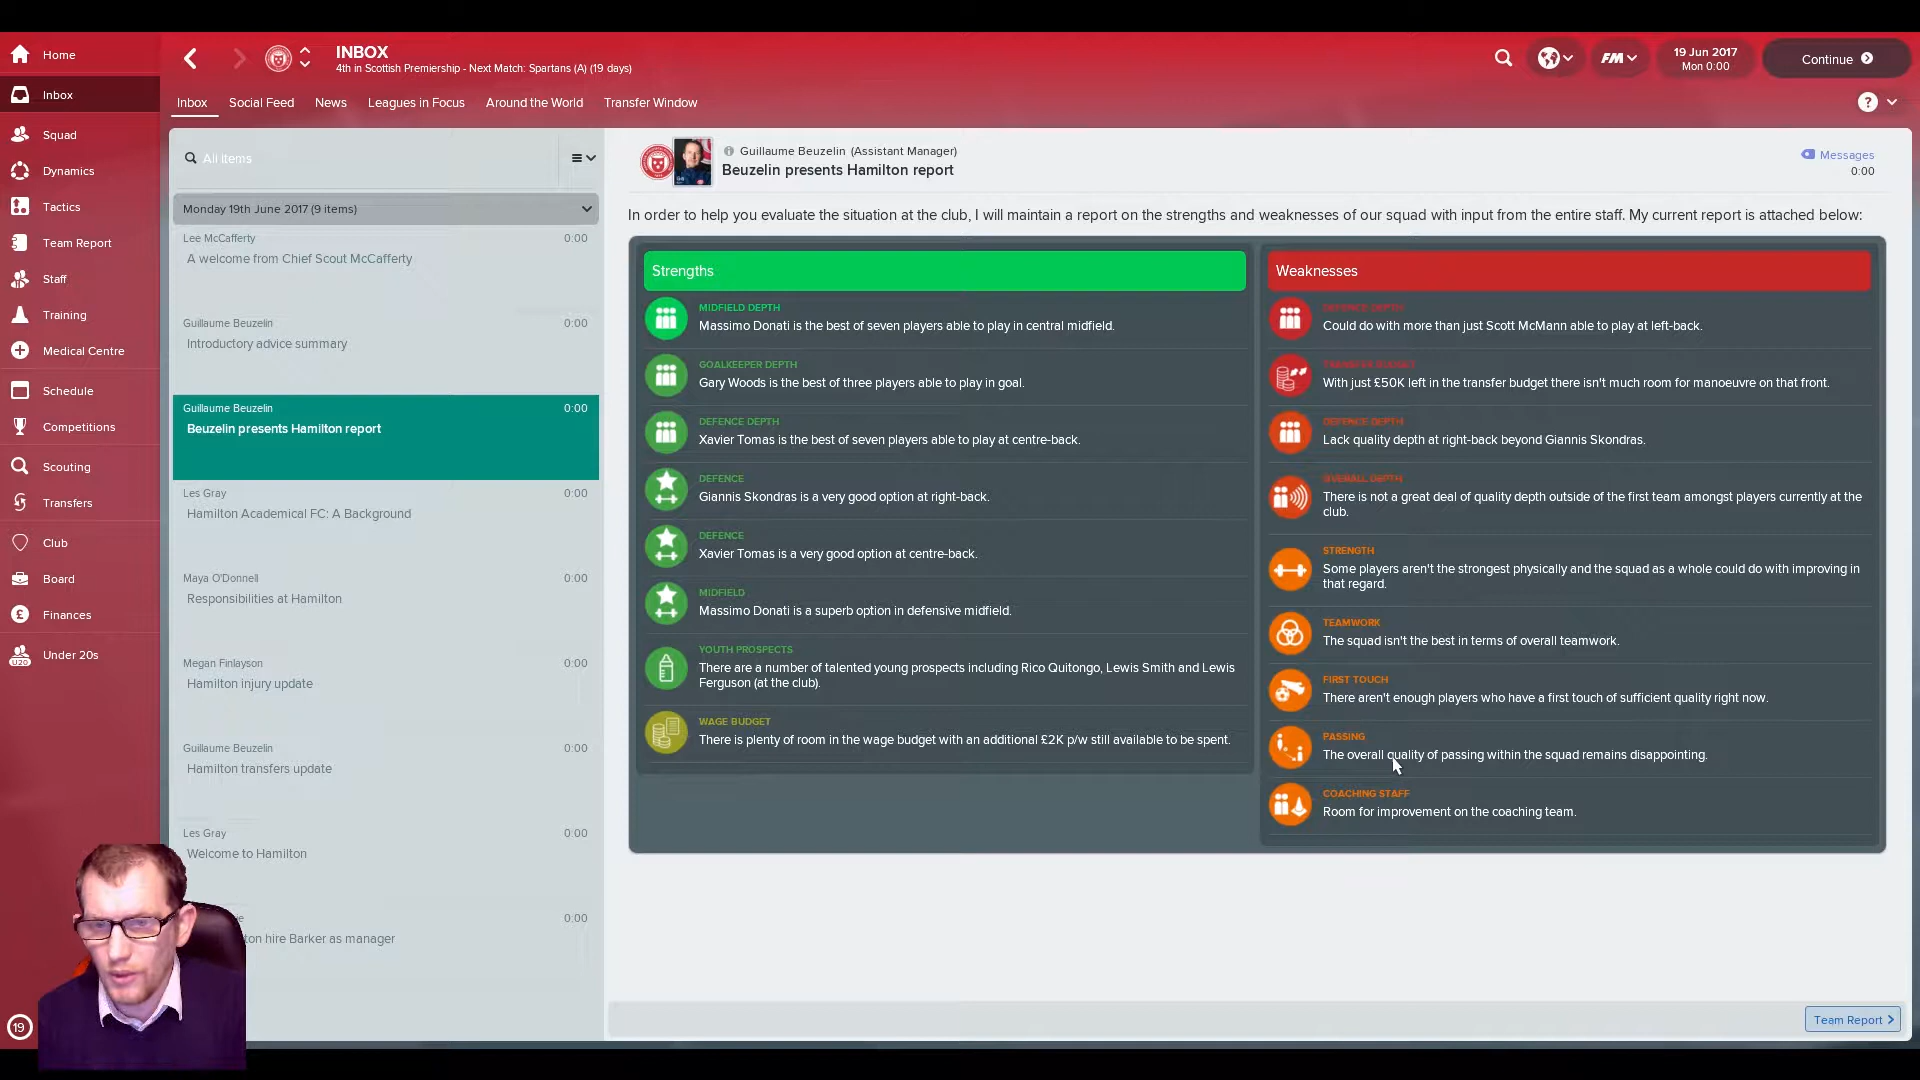 Home
Inbox
Squad
Dynamics
Tactics
Team Report
Staff
Training
Medical Centre
Schedule
Competitions
Scouting
Transfers
Club
Board
Finances
Under 20s
19
INBOX
4th in Scottish Premiership - Next Match: Spartans (A) (19 days)
FM
19 Jun 2017
Mon 0:00
Continue
Inbox
Social Feed
News
Leagues in Focus
Around the World
Transfer Window
?
All Items
Monday 19th June 2017 (9 items)
Lee McCafferty 0:00
A welcome from Chief Scout McCafferty
Guillaume Beuzelin 0:00
Introductory advice summary
Guillaume Beuzelin 0:00
Beuzelin presents Hamilton report
Les Gray 0:00
Hamilton Academical FC: A Background
Maya O'Donnell 0:00
Responsibilities at Hamilton
Megan Finlayson 0:00
Hamilton injury update
Guillaume Beuzelin 0:00
Hamilton transfers update
Les Gray 0:00
Welcome to Hamilton
0:00
ton hire Barker as manager
Guillaume Beuzelin (Assistant Manager)
Beuzelin presents Hamilton report
Messages
0:00
In order to help you evaluate the situation at the club, I will maintain a report on the strengths and weaknesses of our squad with input from the entire staff. My current report is attached below:
Strengths
MIDFIELD DEPTH
Massimo Donati is the best of seven players able to play in central midfield.
GOALKEEPER DEPTH
Gary Woods is the best of three players able to play in goal.
DEFENCE DEPTH
Xavier Tomas is the best of seven players able to play at centre-back.
DEFENCE
Giannis Skondras is a very good option at right-back.
DEFENCE
Xavier Tomas is a very good option at centre-back.
MIDFIELD
Massimo Donati is a superb option in defensive midfield.
YOUTH PROSPECTS
There are a number of talented young prospects including Rico Quitongo, Lewis Smith and Lewis
Ferguson (at the club).
WAGE BUDGET
There is plenty of room in the wage budget with an additional £2K p/w still available to be spent.
Weaknesses
DEFENCE DEPTH
Could do with more than just Scott McMann able to play at left-back.
TRANSFER BUDGET
With just £50K left in the transfer budget there isn't much room for manoeuvre on that front.
DEFENCE DEPTH
Lack quality depth at right-back beyond Giannis Skondras.
OVERALL DEPTH
There is not a great deal of quality depth outside of the first team amongst players currently at the
club.
STRENGTH
Some players aren't the strongest physically and the squad as a whole could do with improving in
that regard.
TEAMWORK
The squad isn't the best in terms of overall teamwork.
FIRST TOUCH
There aren't enough players who have a first touch of sufficient quality right now.
PASSING
The overall quality of passing within the squad remains disappointing.
COACHING STAFF
Room for improvement on the coaching team.
Team Report